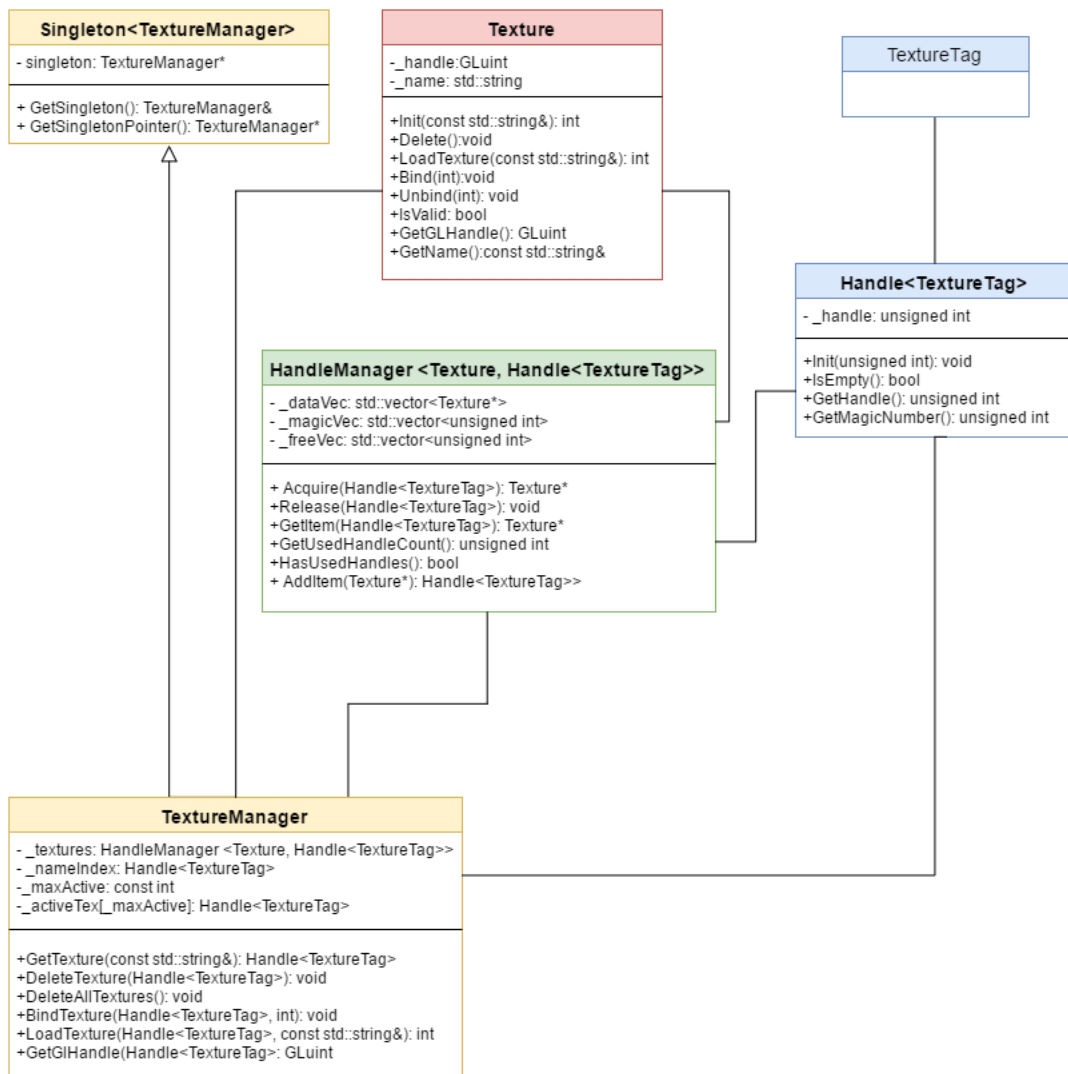 Singleton<TextureManager>
- singleton: TextureManager*
+ GetSingleton(): TextureManager&
+ GetSingletonPointer(): TextureManager*
Texture
-_handle:GLuint
-_name: std::string
+Init(const std::string&): int
+Delete():void
+LoadTexture(const std::string&): int
+Bind(int):void
+Unbind(int): void
+IsValid: bool
+GetGLHandle(): GLuint
+GetName():const std::string&
TextureTag
Handle<TextureTag>
- _handle: unsigned int
+Init(unsigned int): void
+IsEmpty(): bool
+GetHandle(): unsigned int
+GetMagicNumber(): unsigned int
HandleManager <Texture, Handle<TextureTag>>
- _dataVec: std::vector<Texture*>
- _magicVec: std::vector<unsigned int>
- _freeVec: std::vector<unsigned int>
+ Acquire(Handle<TextureTag>): Texture*
+Release(Handle<TextureTag>): void
+GetItem(Handle<TextureTag>): Texture*
+GetUsedHandleCount(): unsigned int
+HasUsedHandles(): bool
+ AddItem(Texture*): Handle<TextureTag>>
TextureManager
- _textures: HandleManager <Texture, Handle<TextureTag>>
- _nameIndex: Handle<TextureTag>
-_maxActive: const int
-_activeTex[_maxActive]: Handle<TextureTag>
+GetTexture(const std::string&): Handle<TextureTag>
+DeleteTexture(Handle<TextureTag>): void
+DeleteAllTextures(): void
+BindTexture(Handle<TextureTag>, int): void
+LoadTexture(Handle<TextureTag>, const std::string&): int
+GetGlHandle(Handle<TextureTag>: GLuint